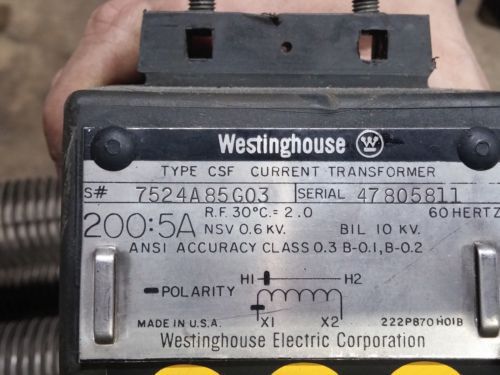 Westinghouse W
TYPE CSF CURRENT TRANSFORMER
S# 7524A85G03 SERIAL 47805811
R.F. 30°C. = 2.0 60 HERTZ
200:5A NSV 0.6 KV. BIL 10 KV.
ANSI ACCURACY CLASS 0.3 B-0.1, B-0.2
H1 H2
POLARITY
X1 X2
MADE IN U.S.A. 222P870H01B
Westinghouse Electric Corporation